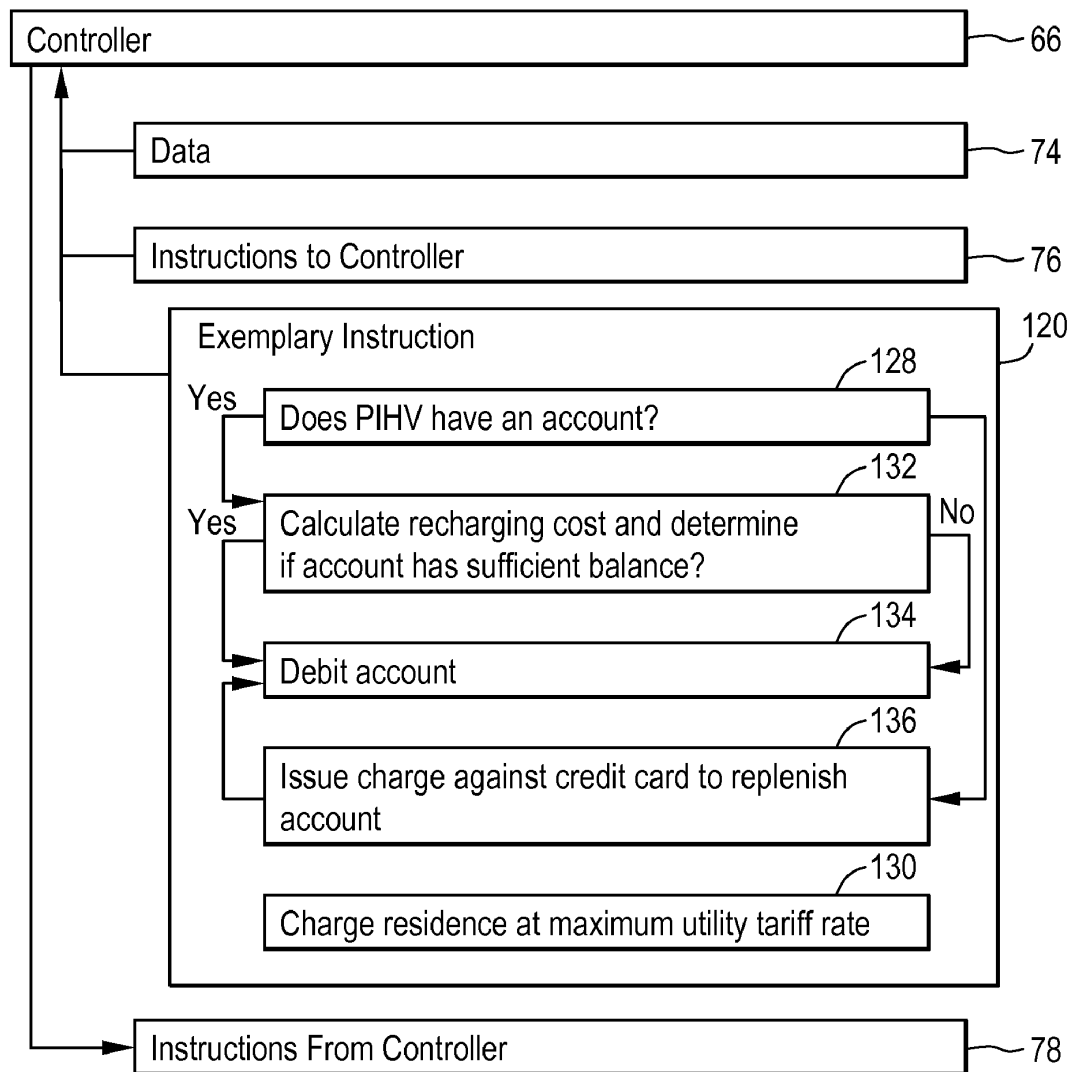 Controller
66
Data
74
Instructions to Controller
76
Exemplary Instruction
120
128
Yes
Does PIHV have an account?
132
Yes
Calculate recharging cost and determine
if account has sufficient balance?
No
134
Debit account
136
Issue charge against credit card to replenish
account
130
Charge residence at maximum utility tariff rate
Instructions From Controller
78